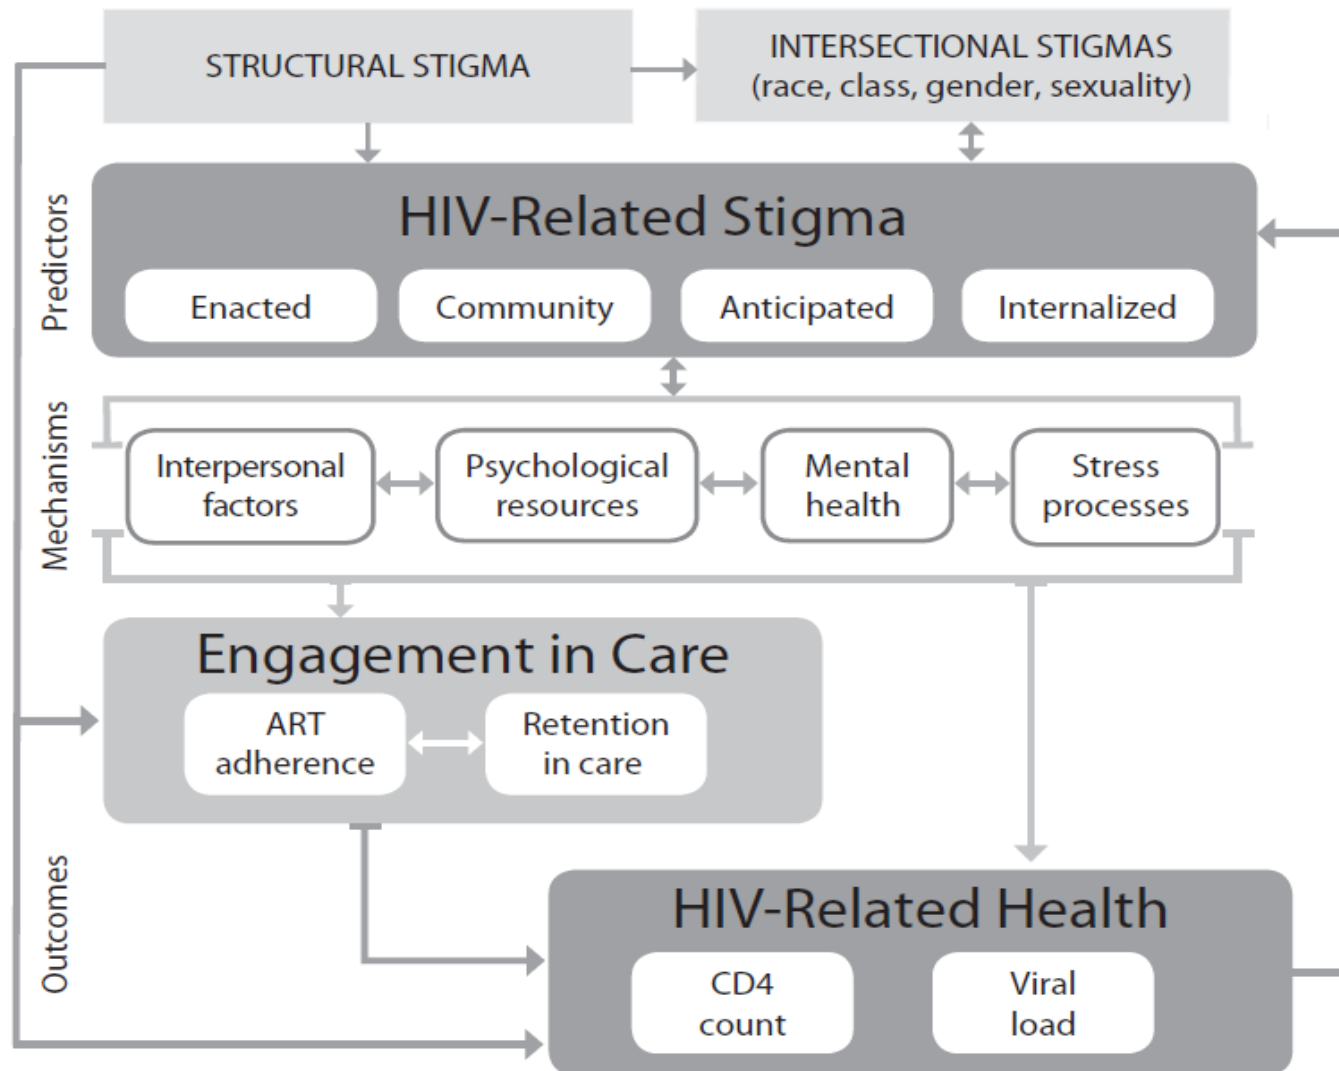 STRUCTURAL STIGMA
INTERSECTIONAL STIGMAS
(race, class, gender, sexuality)
Predictors
HIV-Related Stigma
Enacted
Community
Anticipated
Internalized
Mechanisms
Interpersonal
factors
Psychological
resources
Mental
health
Stress
processes
Engagement in Care
ART
adherence
Retention
in care
Outcomes
HIV-Related Health
CD4
count
Viral
load